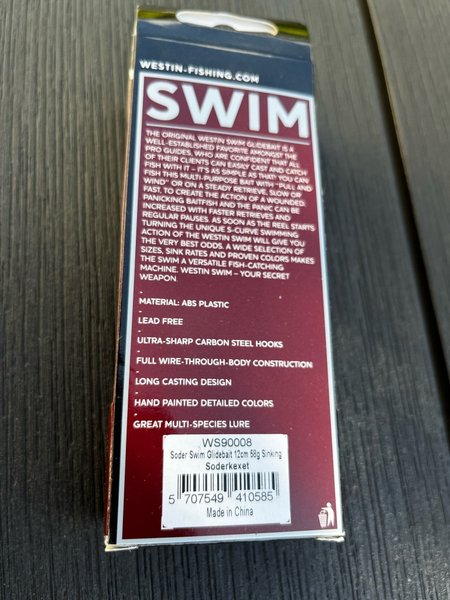 WESTIN-FISHING.COM
SWIM
THE ORIGINAL WESTIN SWIM GLIDEBAIT IS A
WELL-ESTABLISHED FAVORITE AMONGST THE
PRO GUIDES, WHO ARE CONFIDENT THAT ALL
OF THEIR CLIENTS CAN EASILY CAST AND CATCH
FISH WITH IT – IT'S AS SIMPLE AS THAT! YOU CAN
FISH THIS MULTI-PURPOSE BAIT WITH "PULL AND
WIND" OR ON A STEADY RETRIEVE, SLOW OR
FAST, TO CREATE THE ACTION OF A WOUNDED,
PANICKING BAITFISH AND THE PANIC CAN BE
INCREASED WITH FASTER RETRIEVES AND
REGULAR PAUSES. AS SOON AS THE REEL STARTS
TURNING THE UNIQUE S-CURVE SWIMMING
ACTION OF THE WESTIN SWIM WILL GIVE YOU
THE VERY BEST ODDS. A WIDE SELECTION OF
SIZES, SINK RATES AND PROVEN COLORS MAKES
THE SWIM A VERSATILE FISH-CATCHING
MACHINE. WESTIN SWIM – YOUR SECRET
WEAPON.
MATERIAL: ABS PLASTIC
-
LEAD FREE
-
ULTRA-SHARP CARBON STEEL HOOKS
-
FULL WIRE-THROUGH-BODY CONSTRUCTION
-
LONG CASTING DESIGN
-
HAND PAINTED DETAILED COLORS
-
GREAT MULTI-SPECIES LURE
WS90008
Soder Swim Glidebait 12cm 58g Sinking
Soderkexet
5 707549 410585
Made in China